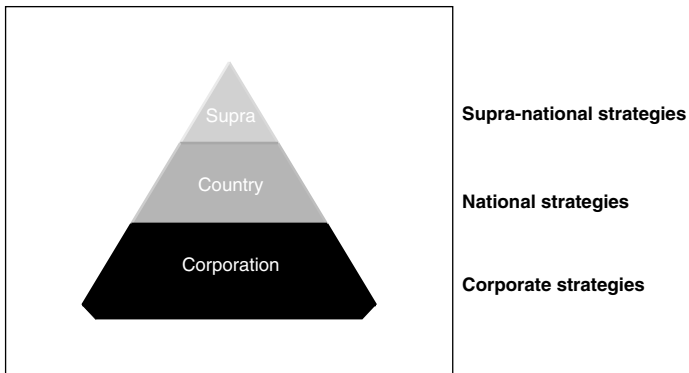 Supra
Supra-national strategies
Country
National strategies
Corporation
Corporate strategies